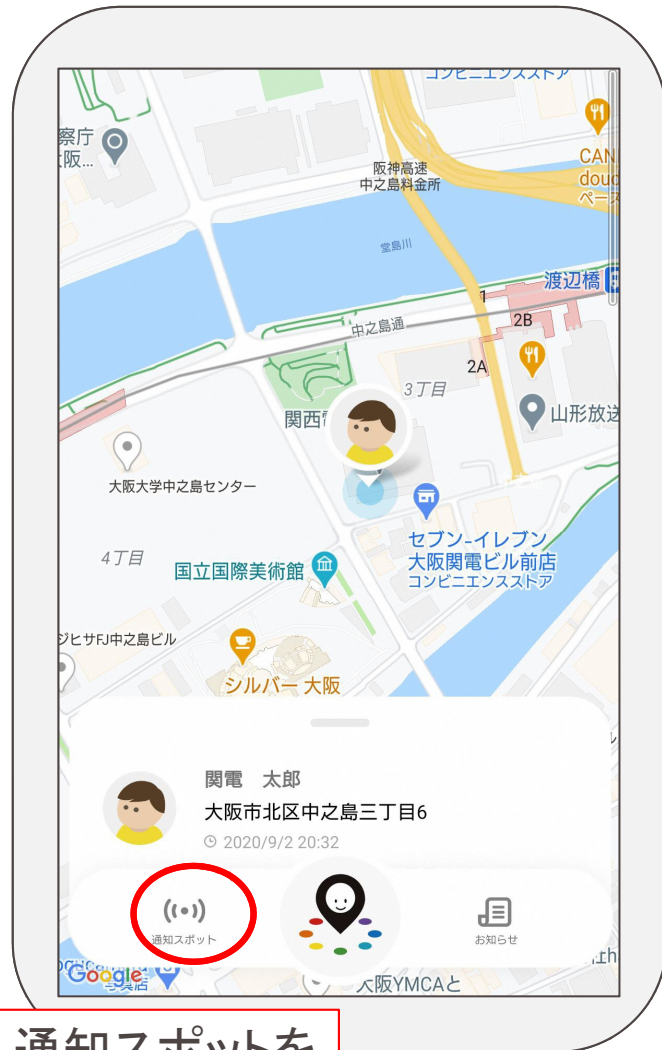 コンビニエンスストア
察庁
阪...
CAN
douc
ペース
阪神高速
中之島料金所
堂島川
渡辺橋
1
2B
中之島通
2A
3丁目
関西電
山形放送
大阪大学中之島センター
セブン-イレブン
大阪関電ビル前店
コンビニエンスストア
4丁目
国立国際美術館
ジヒサFJ中之島ビル
シルバー 大阪
関電 太郎
大阪市北区中之島三丁目6
2020/9/2 20:32
通知スポット
お知らせ
Google
大阪YMCAと
通知スポットを